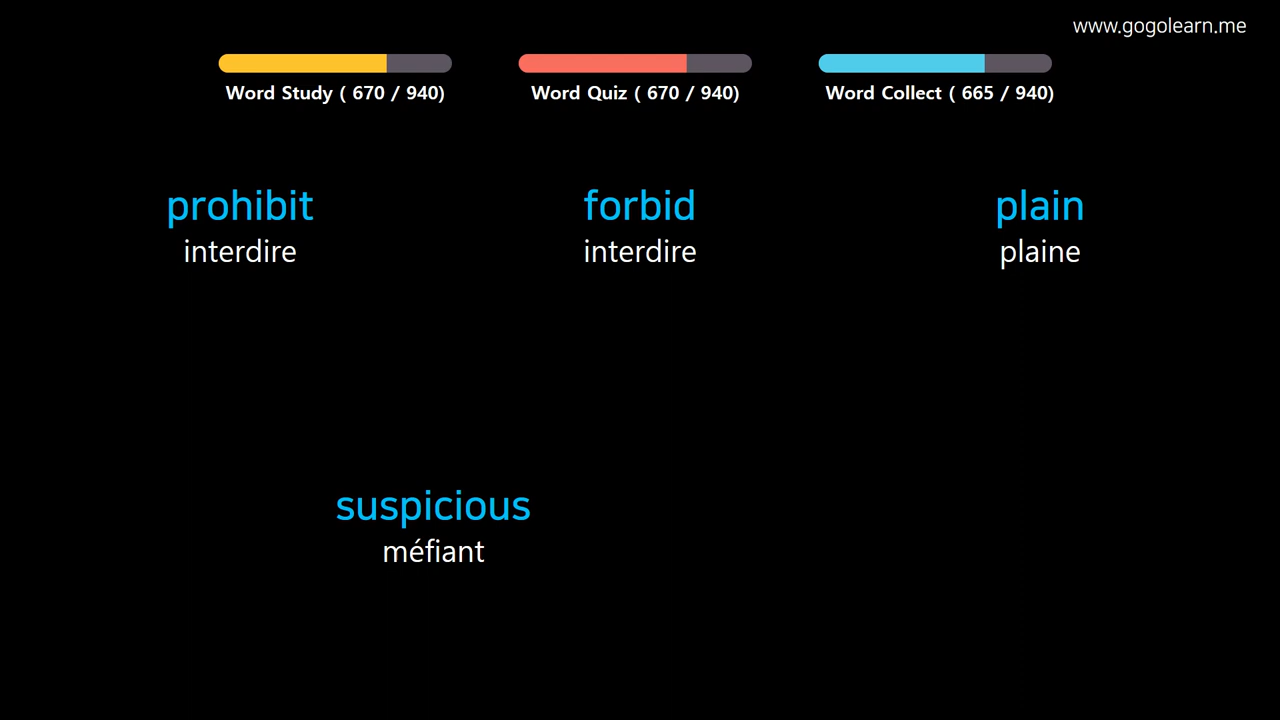 www.gogolearn.me
Word Study ( 670 / 940)
Word Quiz ( 670 / 940)
Word Collect ( 665 / 940)
prohibit
interdire
forbid
interdire
plain
plaine
suspicious
méfiant